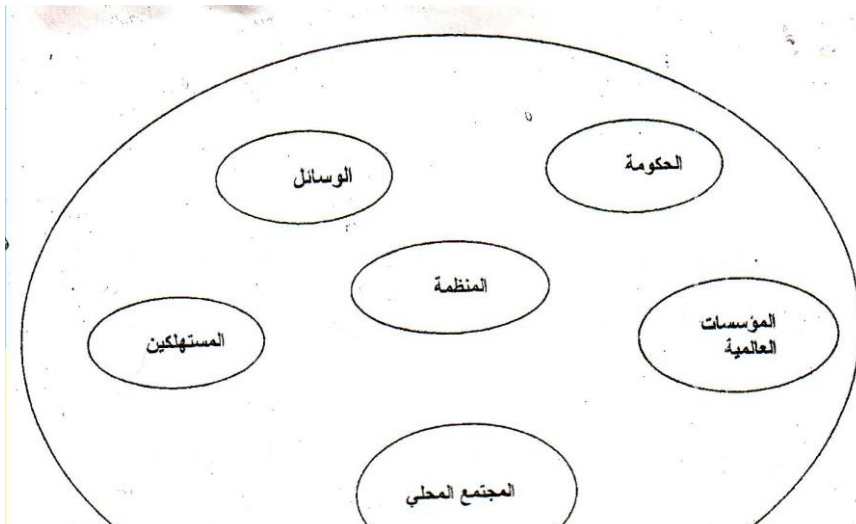 الحكومة
الوسائل
المنظمة
المؤسسات
العالمية
المستهلكين
المجتمع المحلي